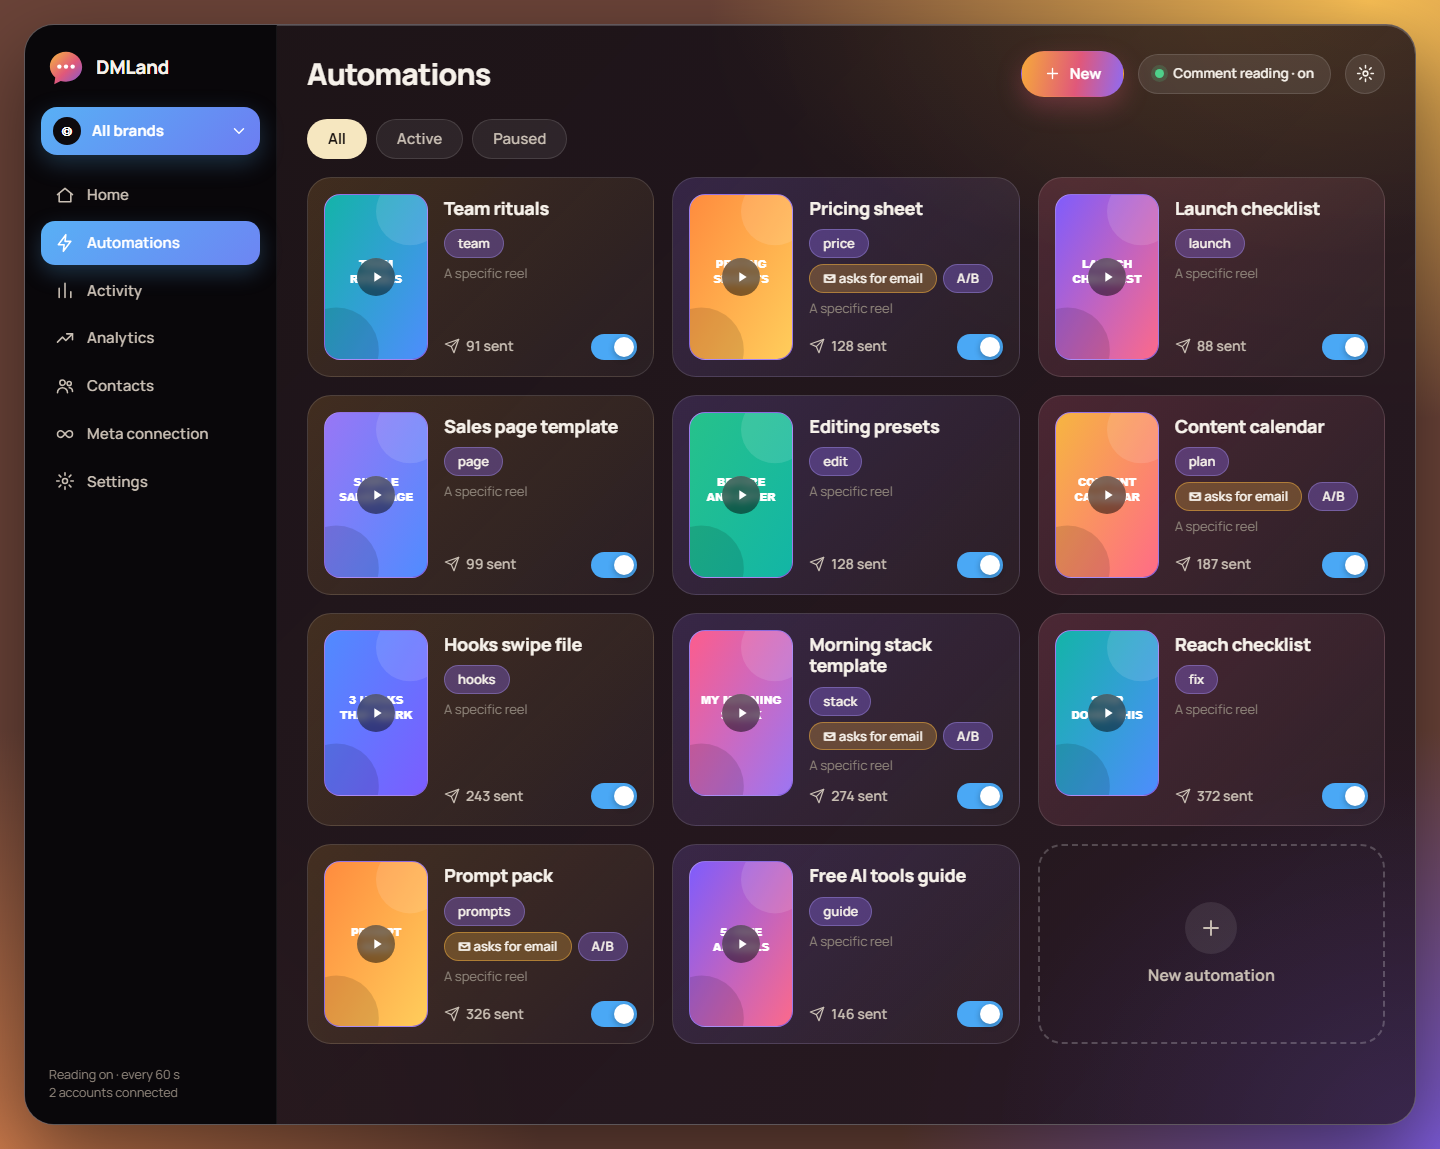 DMLand
All brands
Home
Automations
Activity
Analytics
Contacts
Meta connection
Settings
Reading on · every 60 s
2 accounts connected
Automations
New
Comment reading · on
All
Active
Paused
Team rituals
team
A specific reel
91 sent
Pricing sheet
price
asks for email
A/B
A specific reel
128 sent
Launch checklist
launch
A specific reel
88 sent
Sales page template
page
A specific reel
99 sent
Editing presets
edit
A specific reel
128 sent
Content calendar
plan
asks for email
A/B
A specific reel
187 sent
Hooks swipe file
hooks
A specific reel
243 sent
MY
Morning stack
template
stack
asks for email
A/B
A specific reel
274 sent
Reach checklist
fix
A specific reel
372 sent
Prompt pack
prompts
asks for email
A/B
A specific reel
326 sent
Free AI tools guide
guide
A specific reel
146 sent
New automation